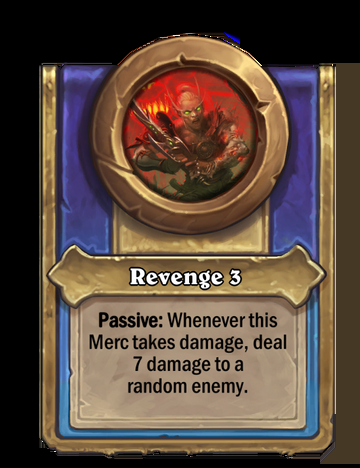 Revenge 3
Passive: Whenever this
Merc takes damage, deal
7 damage to a
random enemy.